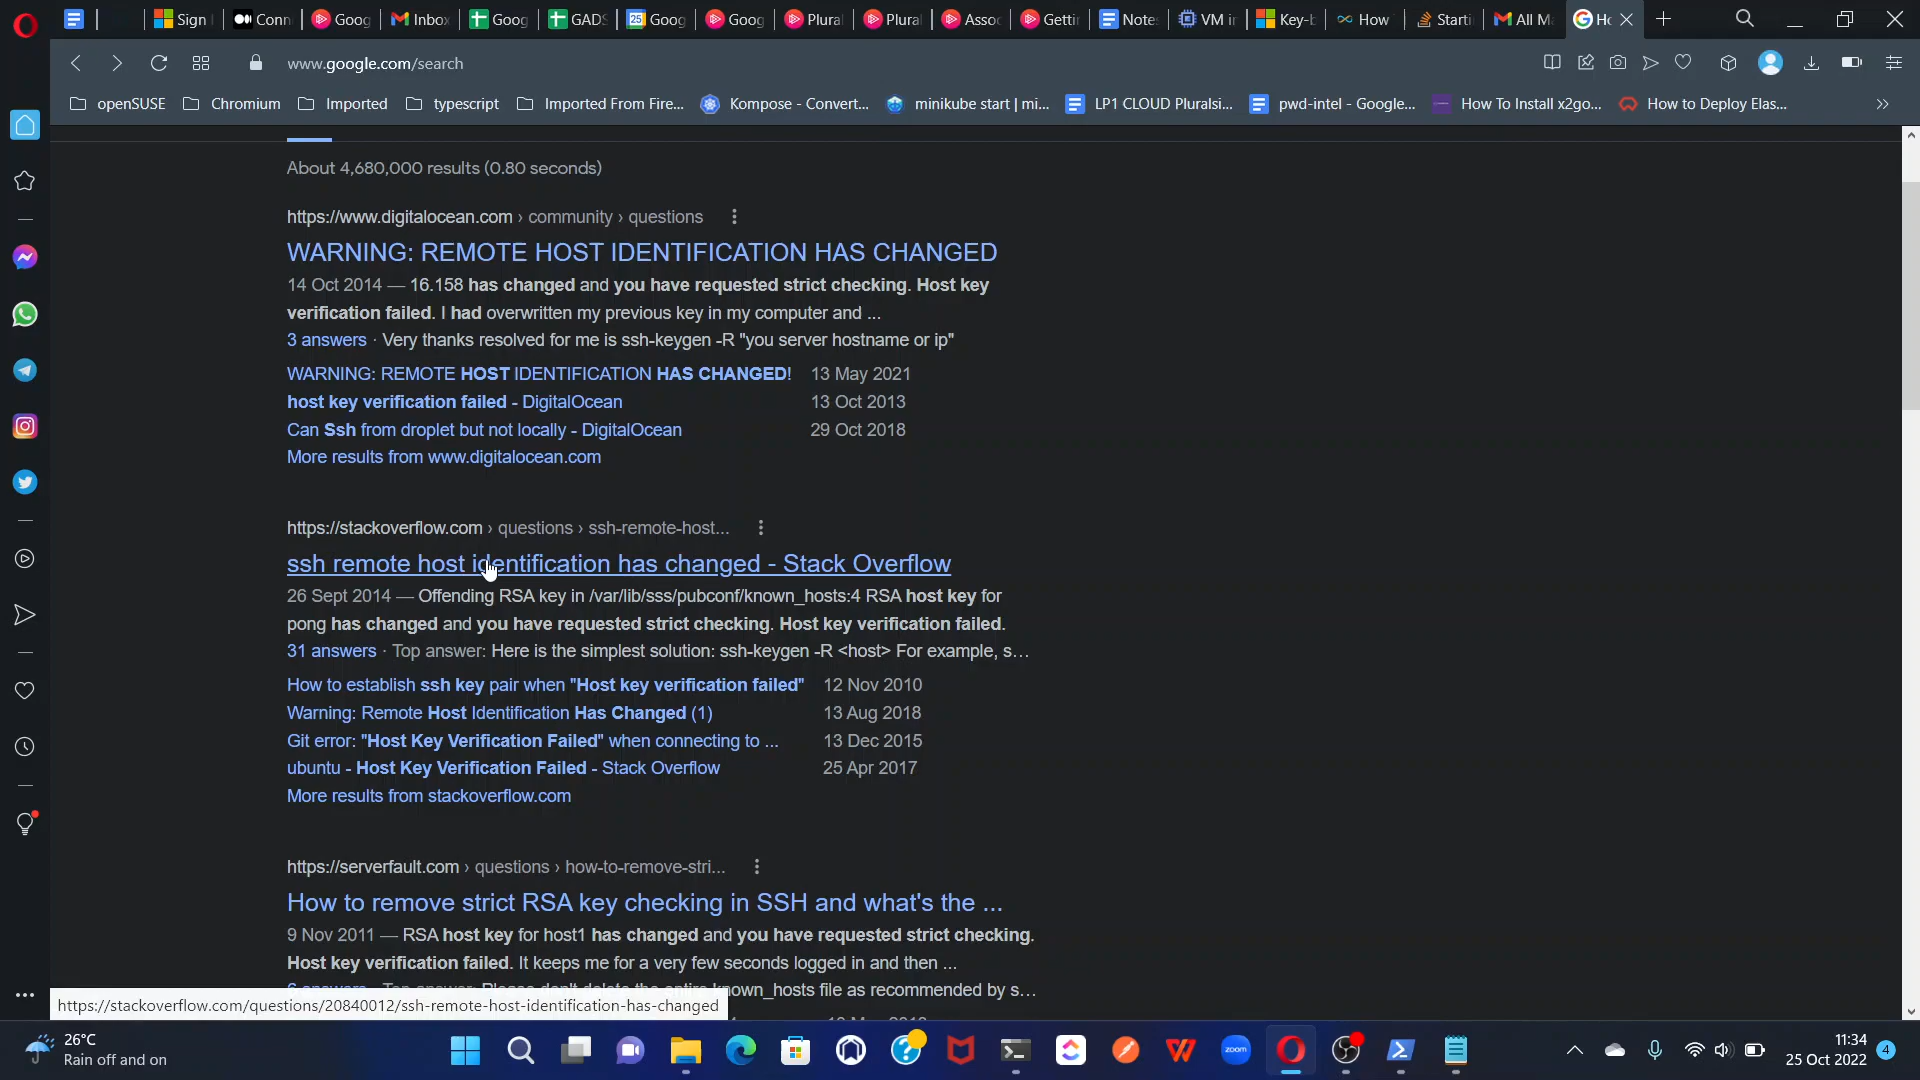 Sign
Conn
Goog
Inbox
Goog
GADS
Goog
Goog
Plura
Plural
Assoc
Gettin
Notes
VM in
Key-b
How
Starti
All M
www.google.com/search
openSUSE
Chromium
Imported
typescript
Imported From Fire...
Kompose - Convert...
minikube start | mi...
LP1 CLOUD Pluralsi...
pwd-intel - Google...
How To Install x2go...
How to Deploy Elas...
About 4,680,000 results (0.80 seconds)
https://www.digitalocean.com › community › questions
WARNING: REMOTE HOST IDENTIFICATION HAS CHANGED
14 Oct 2014 — 16.158 has changed and you have requested strict checking. Host key
verification failed. I had overwritten my previous key in my computer and ...
3 answers · Very thanks resolved for me is ssh-keygen -R "you server hostname or ip"
WARNING: REMOTE HOST IDENTIFICATION HAS CHANGED! 13 May 2021
host key verification failed - DigitalOcean 13 Oct 2013
Can Ssh from droplet but not locally - DigitalOcean 29 Oct 2018
More results from www.digitalocean.com
https://stackoverflow.com › questions › ssh-remote-host...
ssh remote host identification has changed - Stack Overflow
26 Sept 2014 — Offending RSA key in /var/lib/sss/pubconf/known_hosts:4 RSA host key for
pong has changed and you have requested strict checking. Host key verification failed.
31 answers · Top answer: Here is the simplest solution: ssh-keygen -R <host> For example, s...
How to establish ssh key pair when "Host key verification failed" 12 Nov 2010
Warning: Remote Host Identification Has Changed (1) 13 Aug 2018
Git error: "Host Key Verification Failed" when connecting to ... 13 Dec 2015
ubuntu - Host Key Verification Failed - Stack Overflow 25 Apr 2017
More results from stackoverflow.com
https://serverfault.com › questions › how-to-remove-stri...
How to remove strict RSA key checking in SSH and what's the ...
9 Nov 2011 — RSA host key for host1 has changed and you have requested strict checking.
Host key verification failed. It keeps me for a very few seconds logged in and then ...
known_hosts file as recommended by s...
https://stackoverflow.com/questions/20840012/ssh-remote-host-identification-has-changed
26°C
Rain off and on
zoom
11:34
25 Oct 2022
4